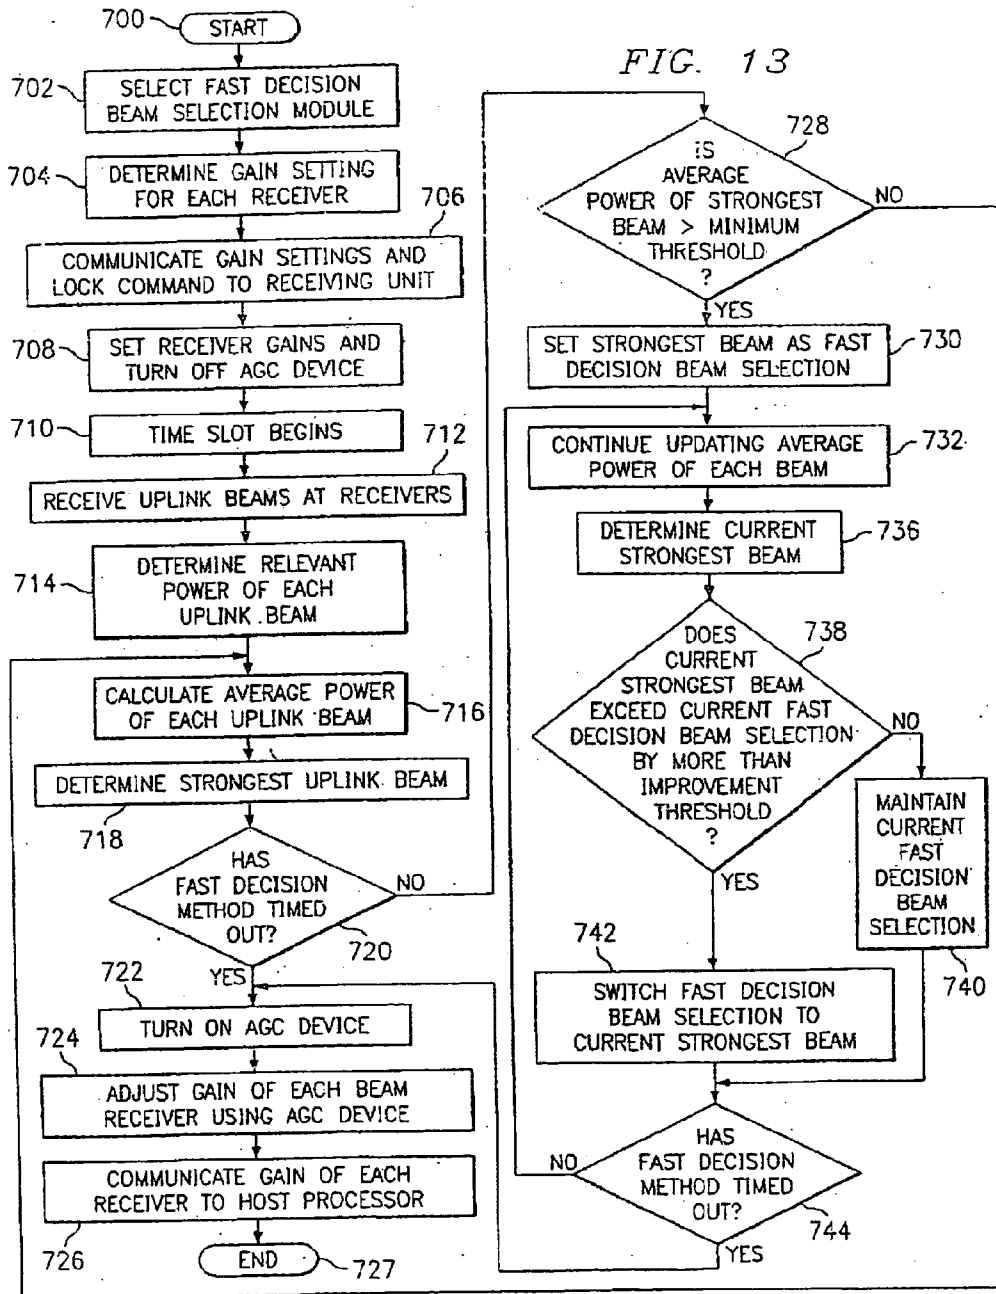 FIG. 13
700
START
702
SELECT FAST DECISION
BEAM SELECTION MODULE
704
DETERMINE GAIN SETTING
FOR EACH RECEIVER
706
COMMUNICATE GAIN SETTINGS AND
LOCK COMMAND TO RECEIVING UNIT
708
SET RECEIVER GAINS AND
TURN OFF AGC DEVICE
710
TIME SLOT BEGINS
712
RECEIVE UPLINK BEAMS AT RECEIVERS
714
DETERMINE RELEVANT
POWER OF EACH
UPLINK BEAM
CALCULATE AVERAGE POWER
OF EACH UPLINK BEAM
716
DETERMINE STRONGEST UPLINK BEAM
718
HAS
FAST DECISION
METHOD TIMED
OUT?
NO
720
YES
722
TURN ON AGC DEVICE
724
ADJUST GAIN OF EACH BEAM
RECEIVER USING AGC DEVICE
COMMUNICATE GAIN OF EACH
RECEIVER TO HOST PROCESSOR
726
END
727
728
IS
AVERAGE
POWER OF STRONGEST
BEAM > MINIMUM
THRESHOLD
?
NO
YES
SET STRONGEST BEAM AS FAST
DECISION BEAM SELECTION
730
CONTINUE UPDATING AVERAGE
POWER OF EACH BEAM
732
DETERMINE CURRENT
STRONGEST BEAM
736
738
DOES
CURRENT
STRONGEST BEAM
EXCEED CURRENT FAST
DECISION BEAM SELECTION
BY MORE THAN
IMPROVEMENT
THRESHOLD
?
NO
YES
MAINTAIN
CURRENT
FAST
DECISION
BEAM
SELECTION
740
742
SWITCH FAST DECISION
BEAM SELECTION TO
CURRENT STRONGEST BEAM
HAS
FAST DECISION
METHOD TIMED
OUT?
NO
744
YES